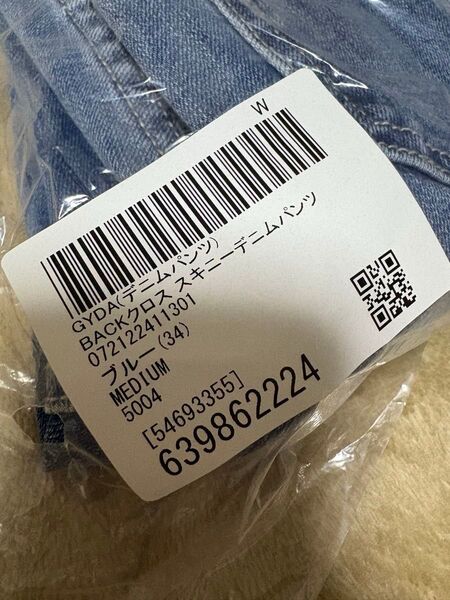 W
GYDA(デニムパンツ)
BACKクロス スキニーデニムパンツ
072122411301
ブルー(34)
MEDIUM
5004
[54693355]
639862224